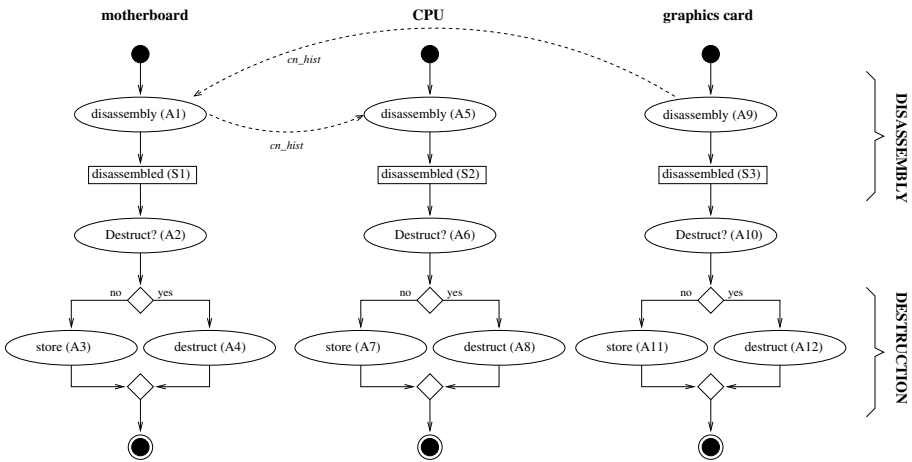 motherboard CPU graphics card
cn_hist
disassembly (A1) disassembly (A5) disassembly (A9)
cn_hist
disassembled (S1) disassembled (S2) disassembled (S3)
DISASSEMBLY
Destruct? (A2) Destruct? (A6) Destruct? (A10)
no yes no yes no yes
store (A3) destruct (A4) store (A7) destruct (A8) store (A11) destruct (A12)
DESTRUCTION